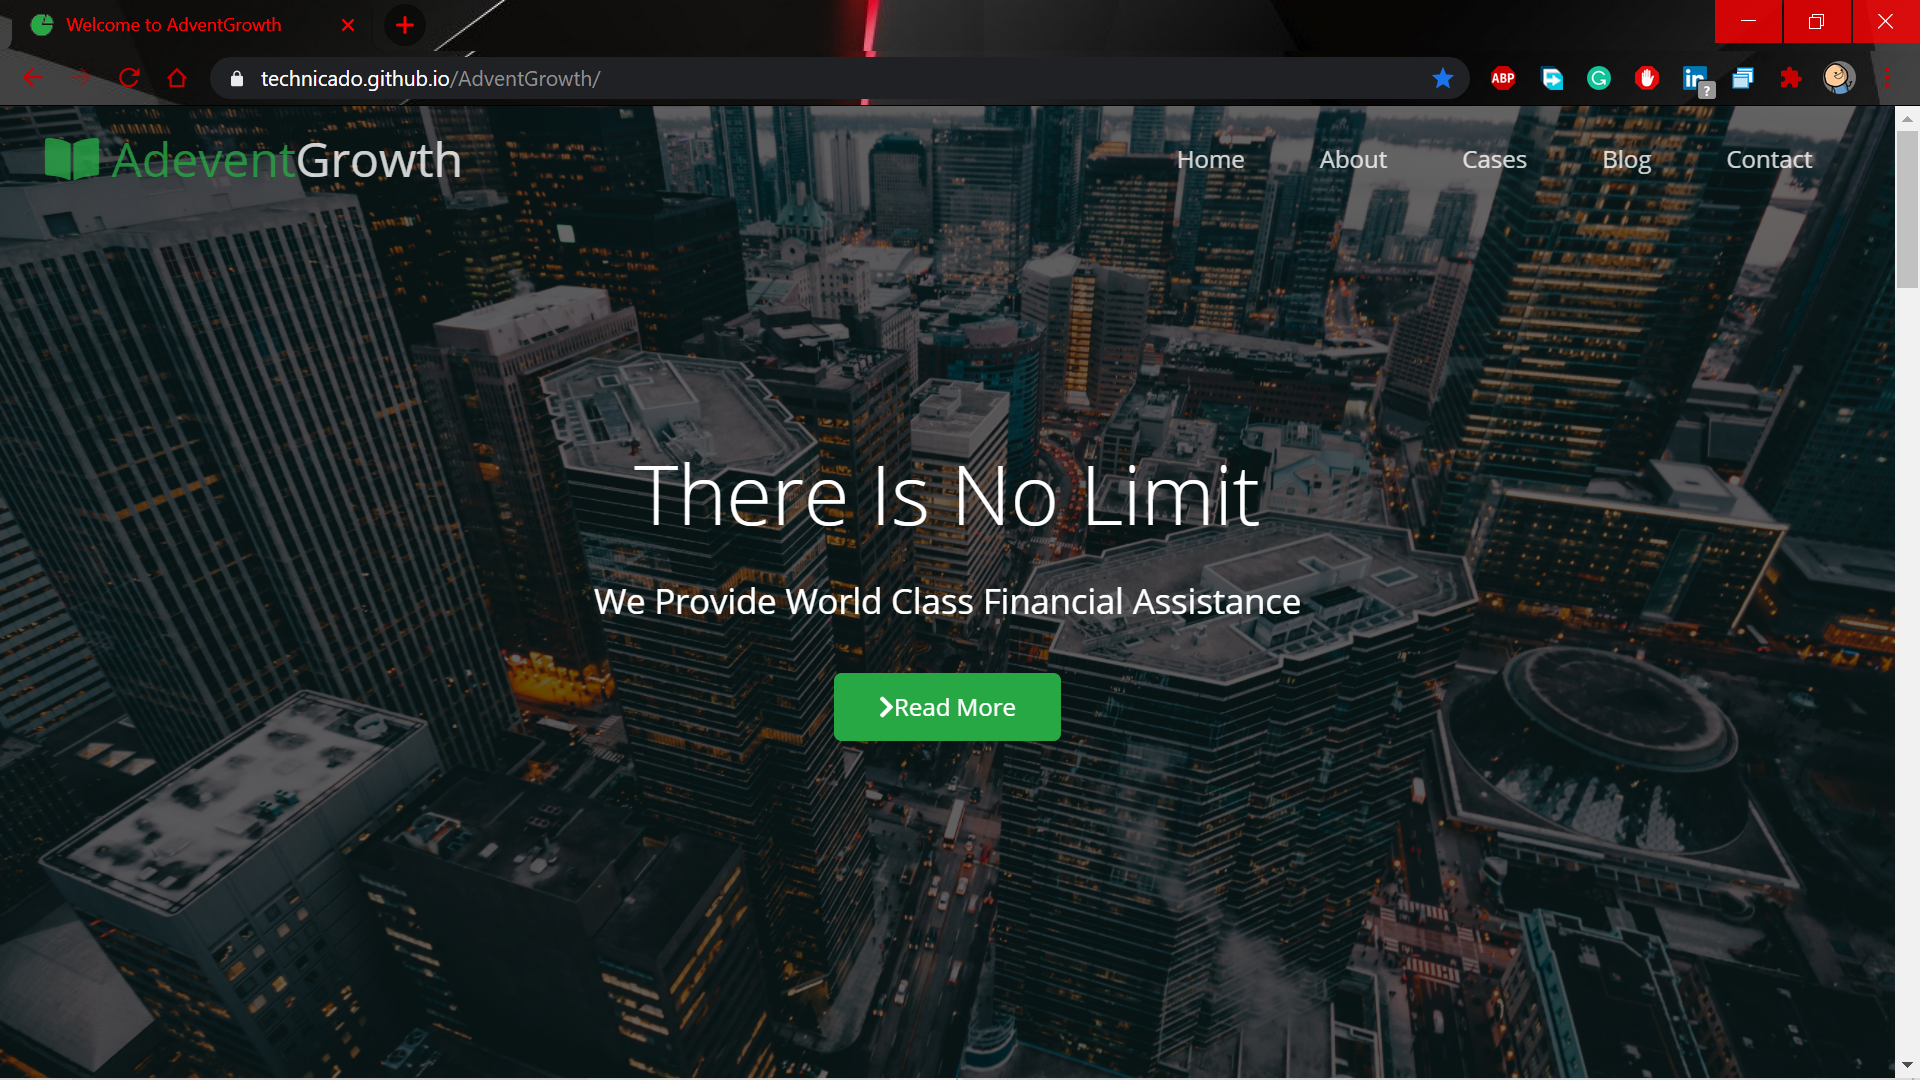 Welcome to AdventGrowth
technicado.github.io/AdventGrowth/
ABP
G
in
?
AdeventGrowth
Home About Cases Blog Contact
There Is No Limit
We Provide World Class Financial Assistance
Read More